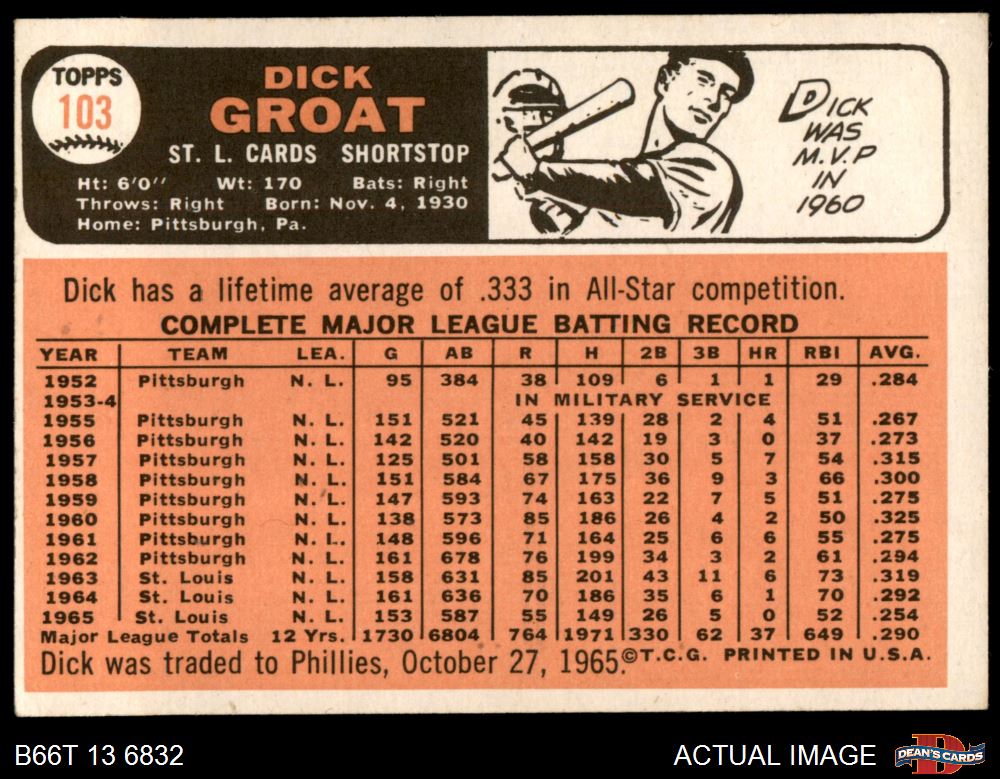 TOPPS
103
DICK
GROAT
ST. L. CARDS SHORTSTOP
Ht: 6'0" Wt: 170 Bats: Right
Throws: Right Born: Nov. 4, 1930
Home: Pittsburgh, Pa.
DICK
WAS
M.V.P
IN
1960
Dick has a lifetime average of .333 in All-Star competition.
COMPLETE MAJOR LEAGUE BATTING RECORD
YEAR TEAM LEA. G AB R H 2B 3B HR RBI AVG.
1952 Pittsburgh N. L. 95 384 38 109 6 1 1 29 .284
1953-4 IN MILITARY SERVICE
1955 Pittsburgh N. L. 151 521 45 139 28 2 4 51 .267
1956 Pittsburgh N. L. 142 520 40 142 19 3 0 37 .273
1957 Pittsburgh N. L. 125 501 58 158 30 5 7 54 .315
1958 Pittsburgh N. L. 151 584 67 175 36 9 3 66 .300
1959 Pittsburgh N. L. 147 593 74 163 22 7 5 51 .275
1960 Pittsburgh N. L. 138 573 85 186 26 4 2 50 .325
1961 Pittsburgh N. L. 148 596 71 164 25 6 6 55 .275
1962 Pittsburgh N. L. 161 678 76 199 34 3 2 61 .294
1963 St. Louis N. L. 158 631 85 201 43 11 6 73 .319
1964 St. Louis N. L. 161 636 70 186 35 6 1 70 .292
1965 St. Louis N. L. 153 587 55 149 26 5 0 52 .254
Major League Totals 12 Yrs. 1730 6804 764 1971 330 62 37 649 .290
Dick was traded to Phillies, October 27, 1965. ©T.C.G. PRINTED IN U.S.A.
B66T 13 6832
ACTUAL IMAGE
D
DEAN'S CARDS